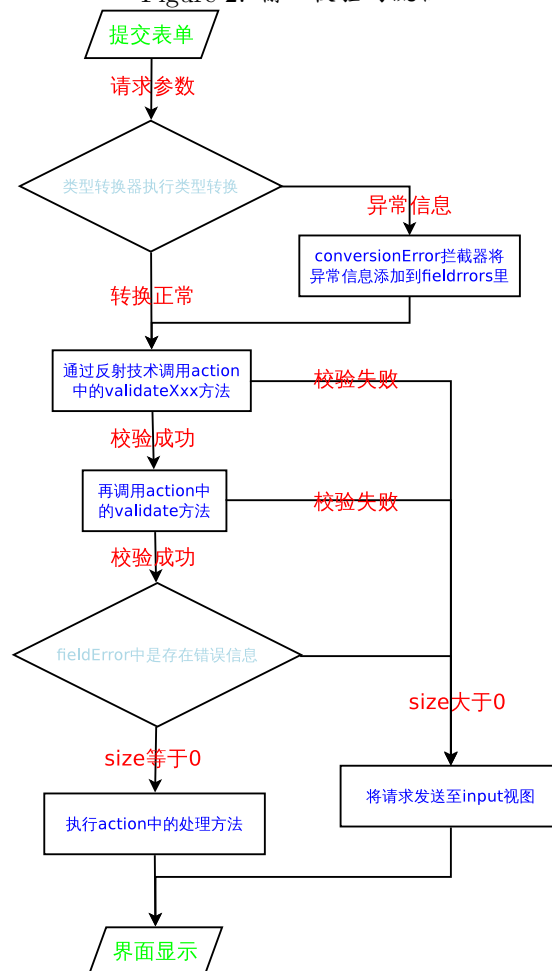 提交表单
请求参数
类型转换器执行类型转换
异常信息
conversionError拦截器将
异常信息添加到fieldrrors里
转换正常
通过反射技术调用action
中的validateXxx方法
校验失败
校验成功
再调用action中
的validate方法
校验失败
校验成功
fieldError中是存在错误信息
size大于0
size等于0
将请求发送至input视图
执行action中的处理方法
界面显示